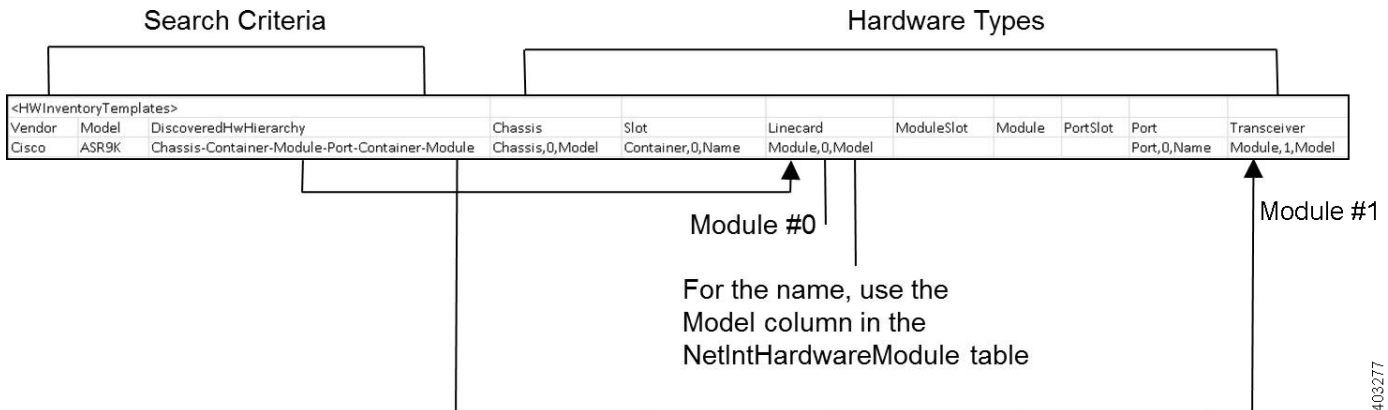 Search Criteria Hardware Types
<HWInventoryTemplates>
Vendor Model DiscoveredHwHierarchy Chassis Slot Linecard ModuleSlot Module PortSlot Port Transceiver
Cisco ASR9K Chassis-Container-Module-Port-Container-Module Chassis,0,Model Container,0,Name Module,0,Model Port,0,Name Module,1,Model
Module #0 Module #1
For the name, use the
Model column in the
NetIntHardwareModule table
403277